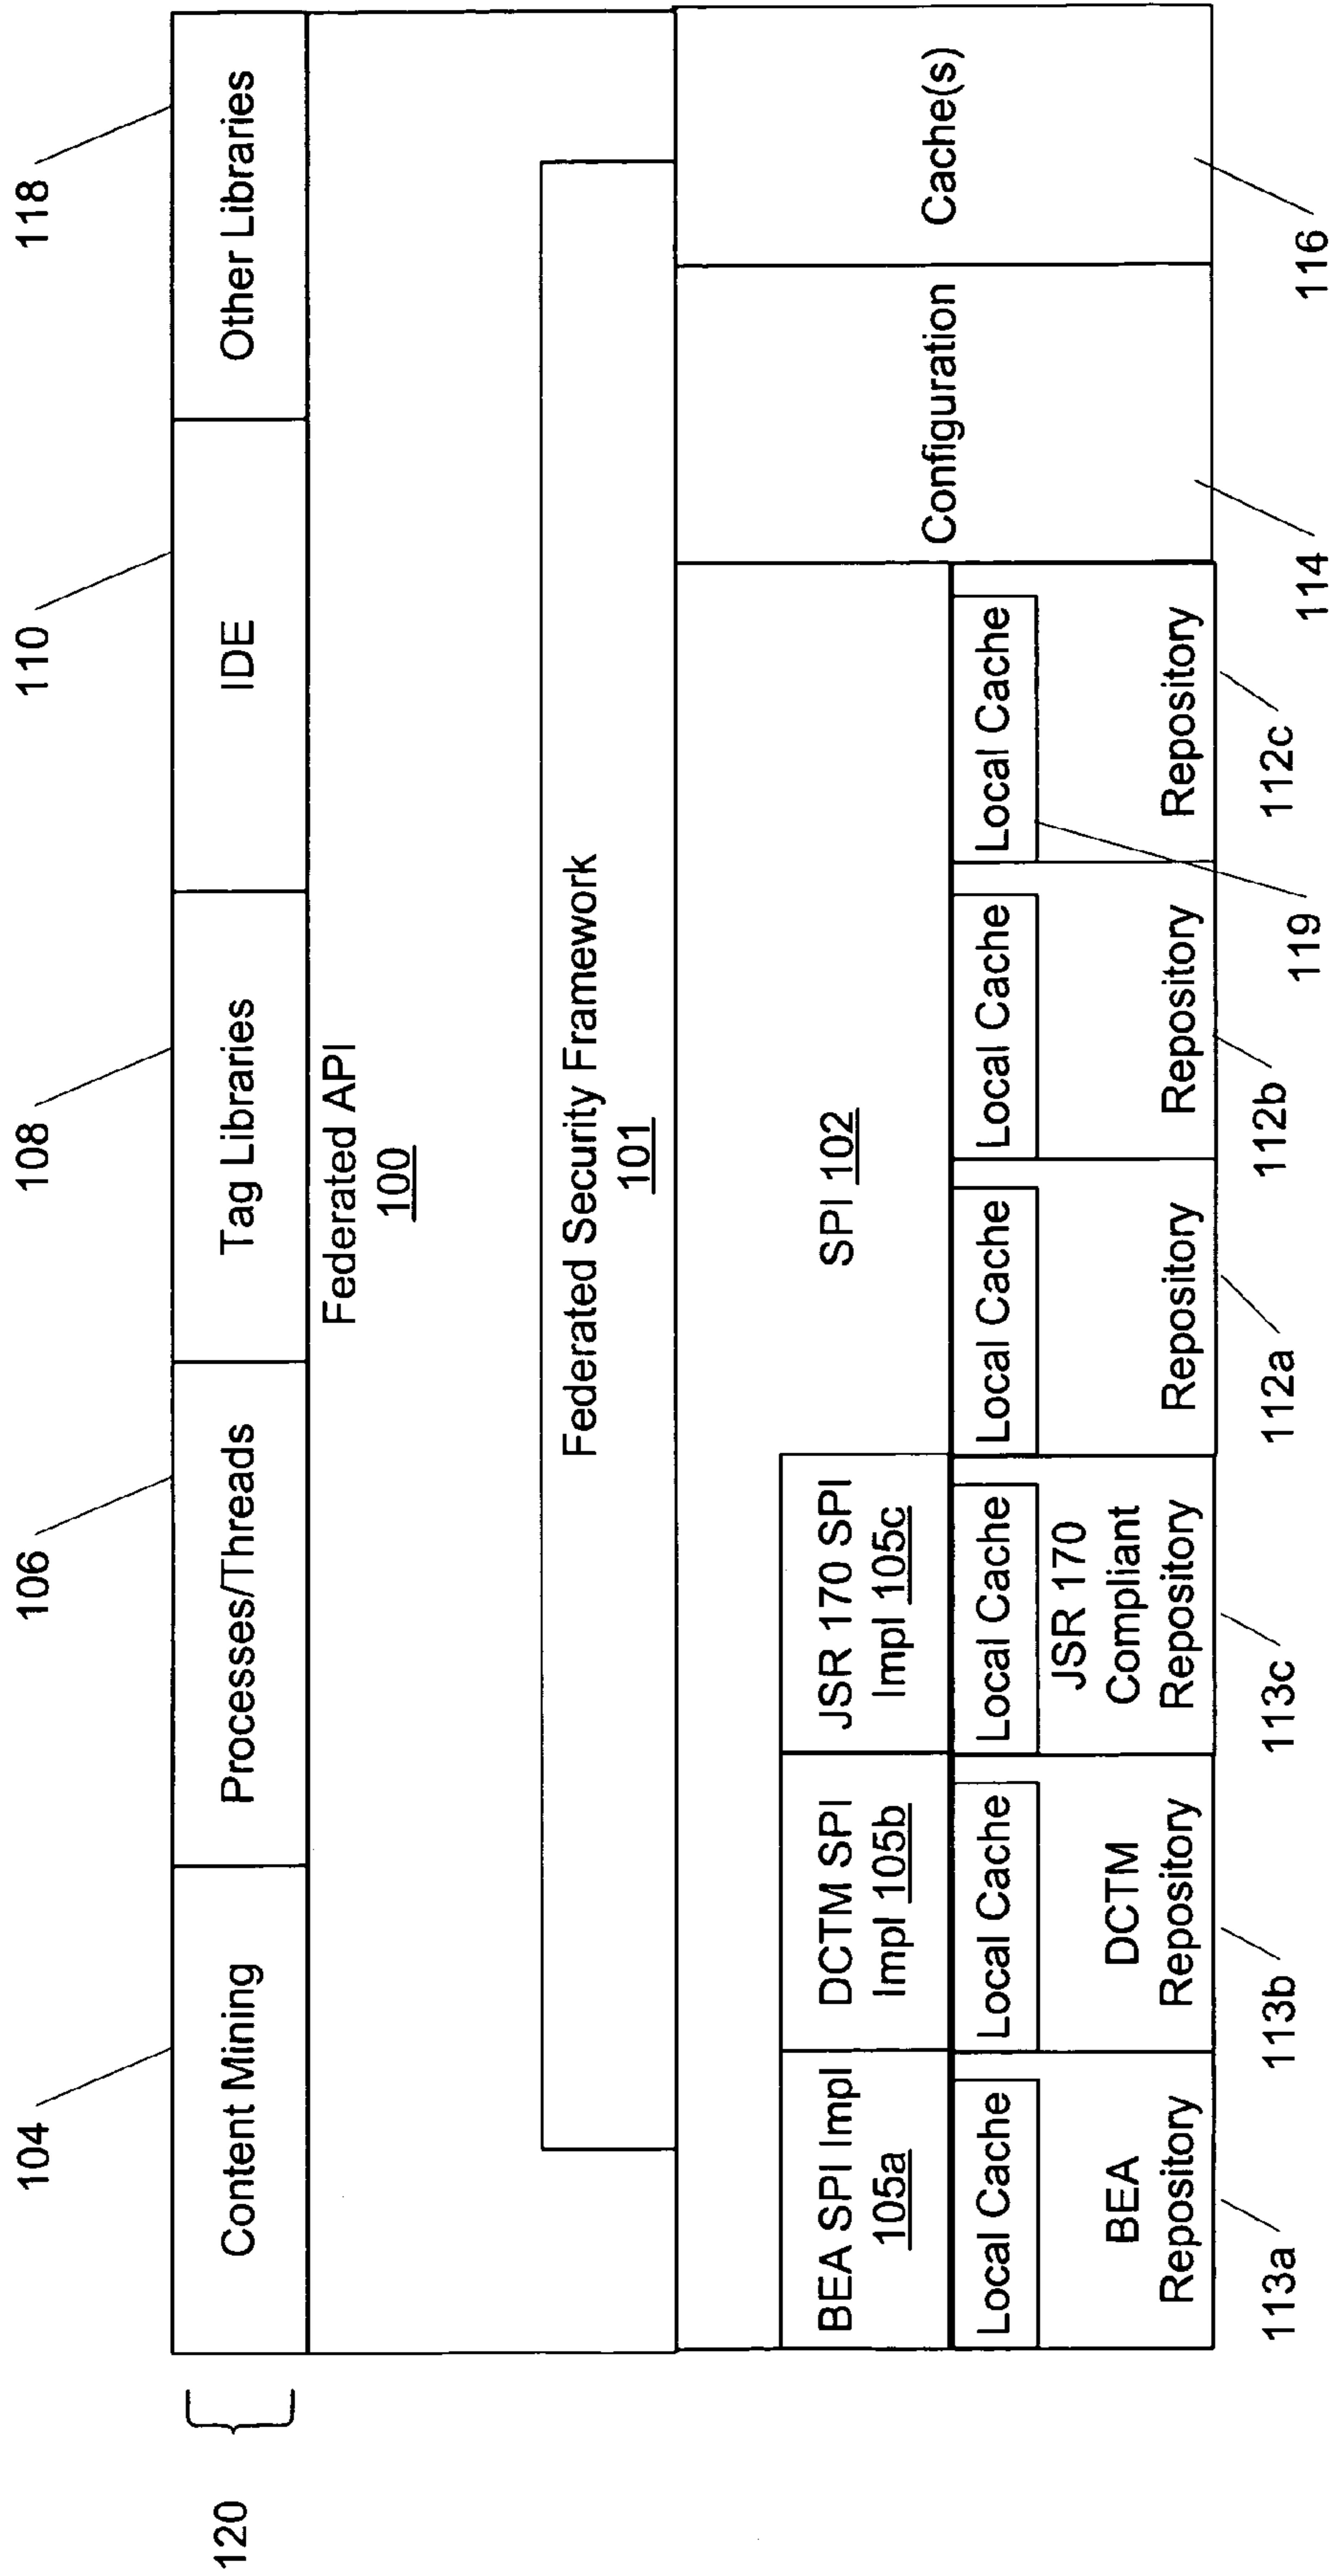 104
106
108
110
118
120
Content Mining
Processes/Threads
Tag Libraries
IDE
Other Libraries
Federated API
100
Federated Security Framework
101
SPI 102
BEA SPI Impl
105a
DCTM SPI
Impl 105b
JSR 170 SPI
Impl 105c
Configuration
Cache(s)
Local Cache
Local Cache
Local Cache
Local Cache
Local Cache
Local Cache
BEA
Repository
DCTM
Repository
JSR 170
Compliant
Repository
Repository
Repository
Repository
113a
113b
113c
112a
112b
119
112c
114
116